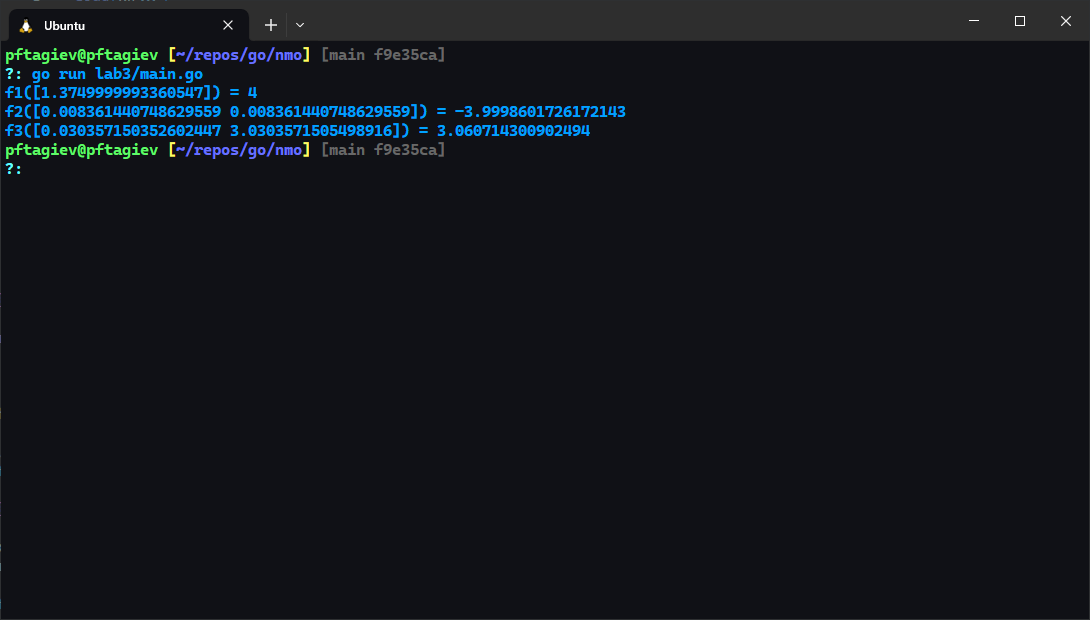 Ubuntu
pftagiev@pftagiev [~/repos/go/nmo] [main f9e35ca]
?: go run lab3/main.go
f1([1.3749999993360547]) = 4
f2([0.008361440748629559 0.008361440748629559]) = -3.9998601726172143
f3([0.030357150352602447 3.0303571505498916]) = 3.060714300902494
pftagiev@pftagiev [~/repos/go/nmo] [main f9e35ca]
?: